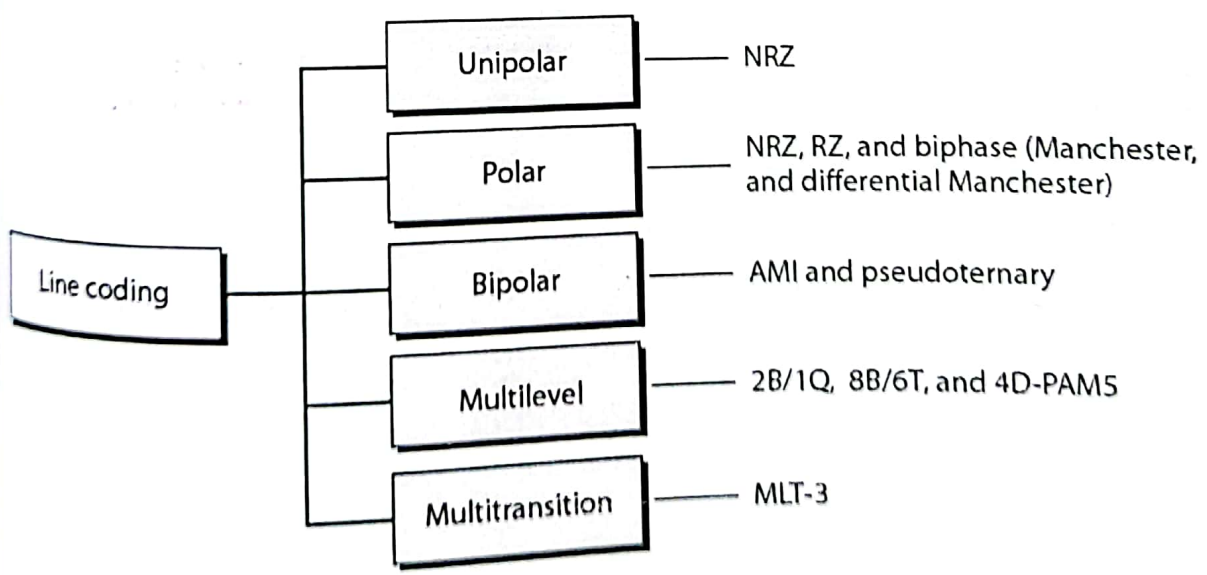 Line coding
Unipolar
NRZ
Polar
NRZ, RZ, and biphase (Manchester,
and differential Manchester)
Bipolar
AMI and pseudoternary
Multilevel
2B/1Q, 8B/6T, and 4D-PAM5
Multitransition
MLT-3